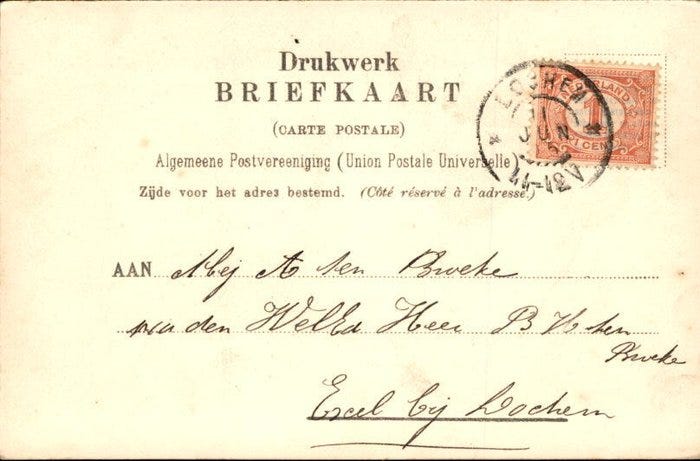 Drukwerk
BRIEFKAART
(CARTE POSTALE)
Algemeene Postvereeniging (Union Postale Universelle)
Zijde voor het adres bestemd. (Côté réservé à l'adresse)
LOCHEM
JUN
NEDERLAND
1
CENT
AAN Mej A ten Broeke
den WelEd Heer B H ten
Broeke
Excel bij Lochem